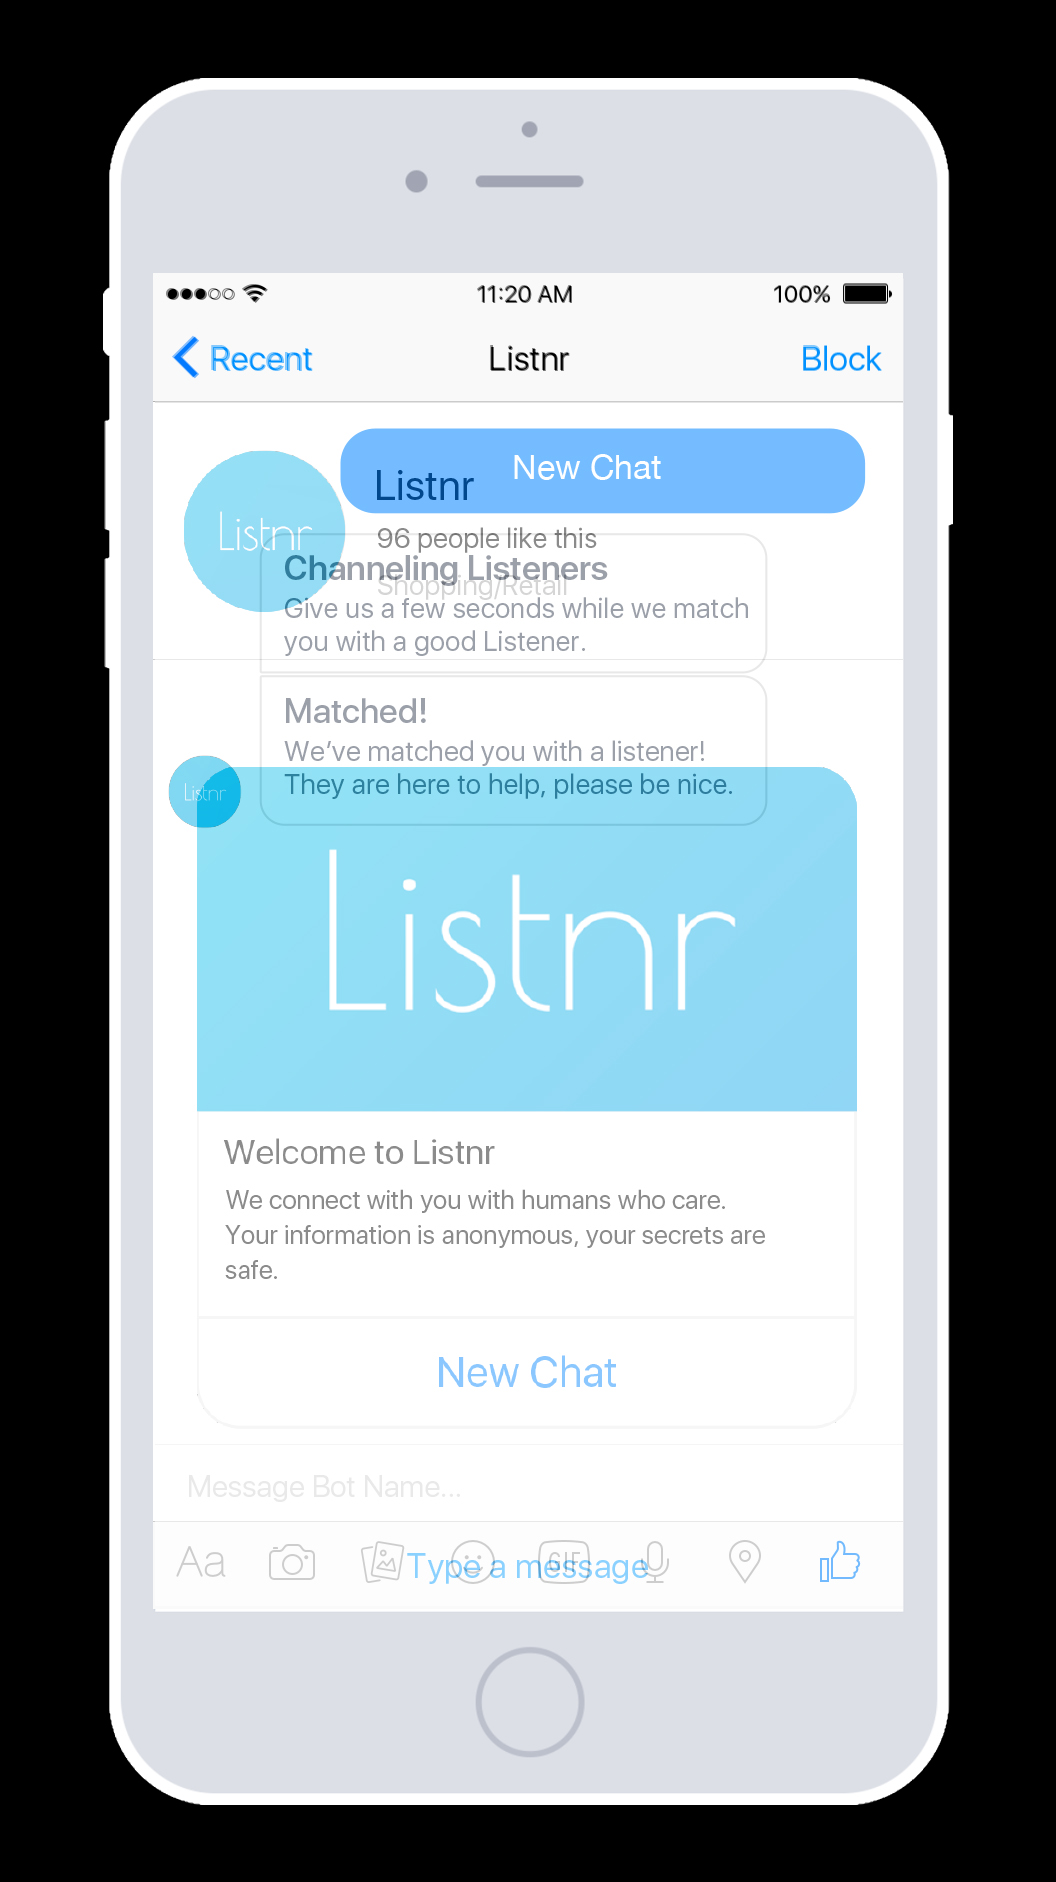 11:20 AM
100%
Recent
Listnr
Block
New Chat
Listnr
Listnr
96 people like this
Channeling Listeners
Shopping/Retail
Give us a few seconds while we match
you with a good Listener.
Matched!
We’ve matched you with a listener!
They are here to help, please be nice.
Listnr
Listnr
Welcome to Listnr
We connect with you with humans who care.
Your information is anonymous, your secrets are
safe.
New Chat
Message Bot Name...
Aa
GIF
Type a message